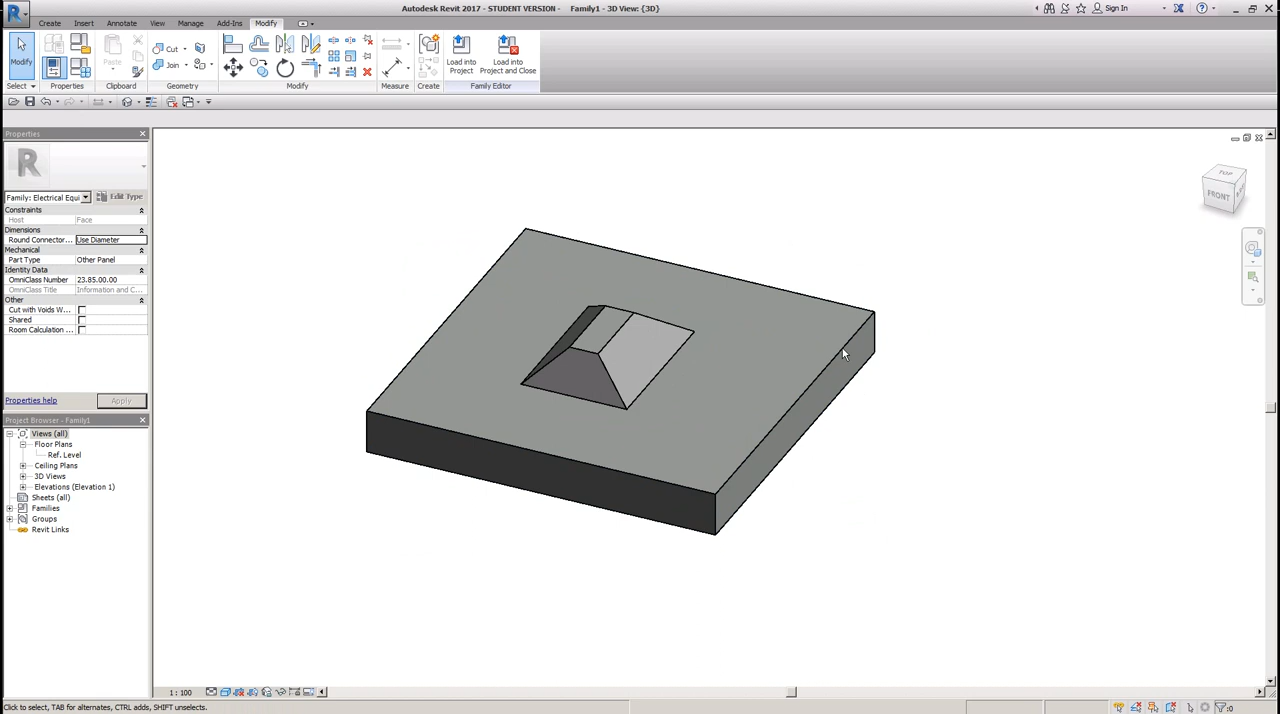 Autodesk Revit 2017 - STUDENT VERSION - Family1 - 3D View: {3D}
Sign In
Create Insert Annotate View Manage Add-Ins Modify
Modify
Paste
Cut
Join
Load into Project
Load into Project and Close
Select Properties Clipboard Geometry Modify Measure Create Family Editor
Properties
R
Family: Electrical Equi
Edit Type
Constraints
Host Face
Dimensions
Round Connector... Use Diameter
Mechanical
Part Type Other Panel
Identity Data
OmniClass Number 23.85.00.00
OmniClass Title Information and C...
Other
Cut with Voids W...
Shared
Room Calculation ...
Properties help
Apply
Project Browser - Family1
Views (all)
Floor Plans
Ref. Level
Ceiling Plans
3D Views
Elevations (Elevation 1)
Sheets (all)
Families
Groups
Revit Links
TOP
FRONT
1 : 100
Click to select, TAB for alternates, CTRL adds, SHIFT unselects.
:0